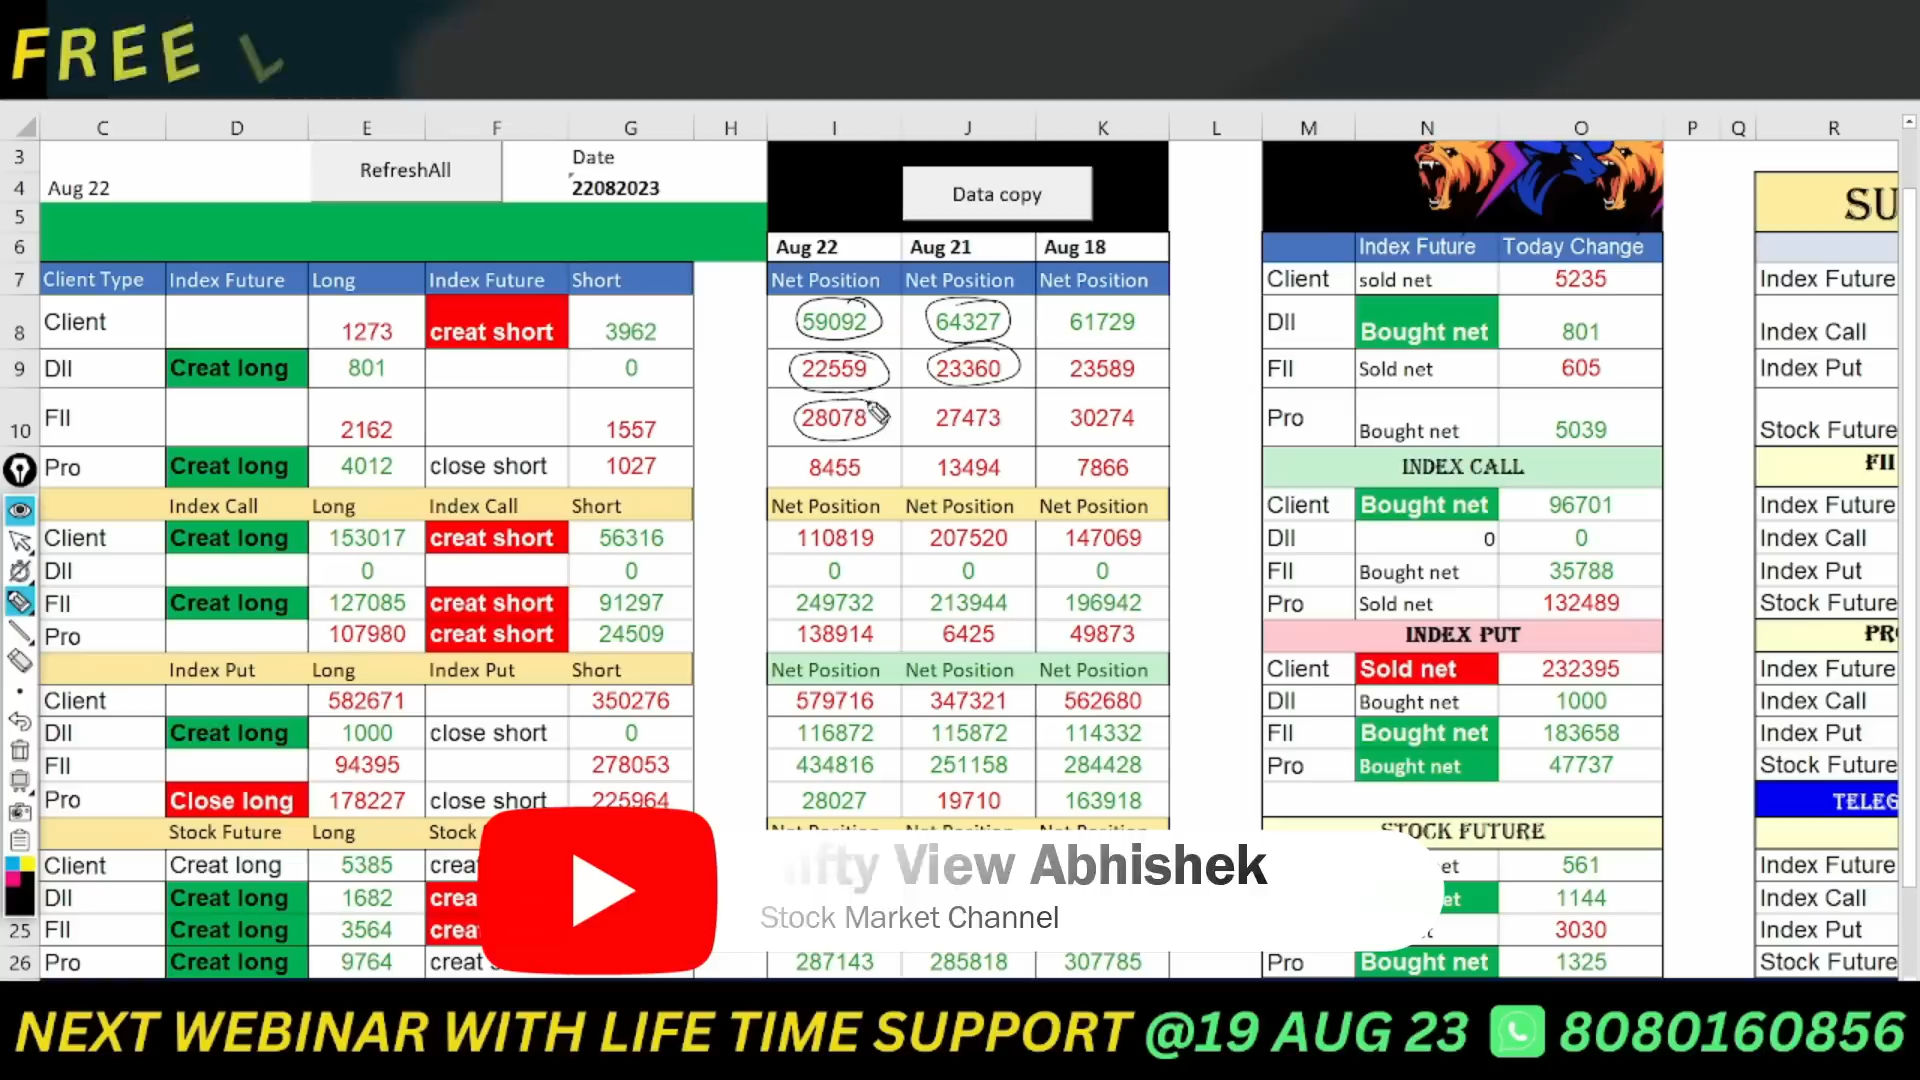 FREE L
C D E F G H I J K L M N O P Q R
3 RefreshAll Date Data copy
4 Aug 22 22082023 SU
5
6 Aug 22 Aug 21 Aug 18 Index Future Today Change
7 Client Type Index Future Long Index Future Short Net Position Net Position Net Position Client sold net 5235 Index Future
8 Client 1273 creat short 3962 59092 64327 61729 DII Bought net 801 Index Call
9 DII Creat long 801 0 22559 23360 23589 FII Sold net 605 Index Put
10 FII 2162 1557 28078 27473 30274 Pro Bought net 5039 Stock Future
Pro Creat long 4012 close short 1027 8455 13494 7866 INDEX CALL FII
Index Call Long Index Call Short Net Position Net Position Net Position Client Bought net 96701 Index Future
Client Creat long 153017 creat short 56316 110819 207520 147069 DII 0 0 Index Call
DII 0 0 0 0 0 FII Bought net 35788 Index Put
FII Creat long 127085 creat short 91297 249732 213944 196942 Pro Sold net 132489 Stock Future
Pro 107980 creat short 24509 138914 6425 49873 INDEX PUT PR
Index Put Long Index Put Short Net Position Net Position Net Position Client Sold net 232395 Index Future
Client 582671 350276 579716 347321 562680 DII Bought net 1000 Index Call
DII Creat long 1000 close short 0 116872 115872 114332 FII Bought net 183658 Index Put
FII 94395 278053 434816 251158 284428 Pro Bought net 47737 Stock Future
Pro Close long 178227 close short 225964 28027 19710 163918 TELEG
Stock Future Long Stock Net Position Net Position Net Position STOCK FUTURE
Client Creat long 5385 crea et 561 Index Future
DII Creat long 1682 crea et 1144 Index Call
25 FII Creat long 3564 crea 3030 Index Put
26 Pro Creat long 9764 creat 287143 285818 307785 Pro Bought net 1325 Stock Future
ifty View Abhishek
Stock Market Channel
NEXT WEBINAR WITH LIFE TIME SUPPORT @19 AUG 23 8080160856